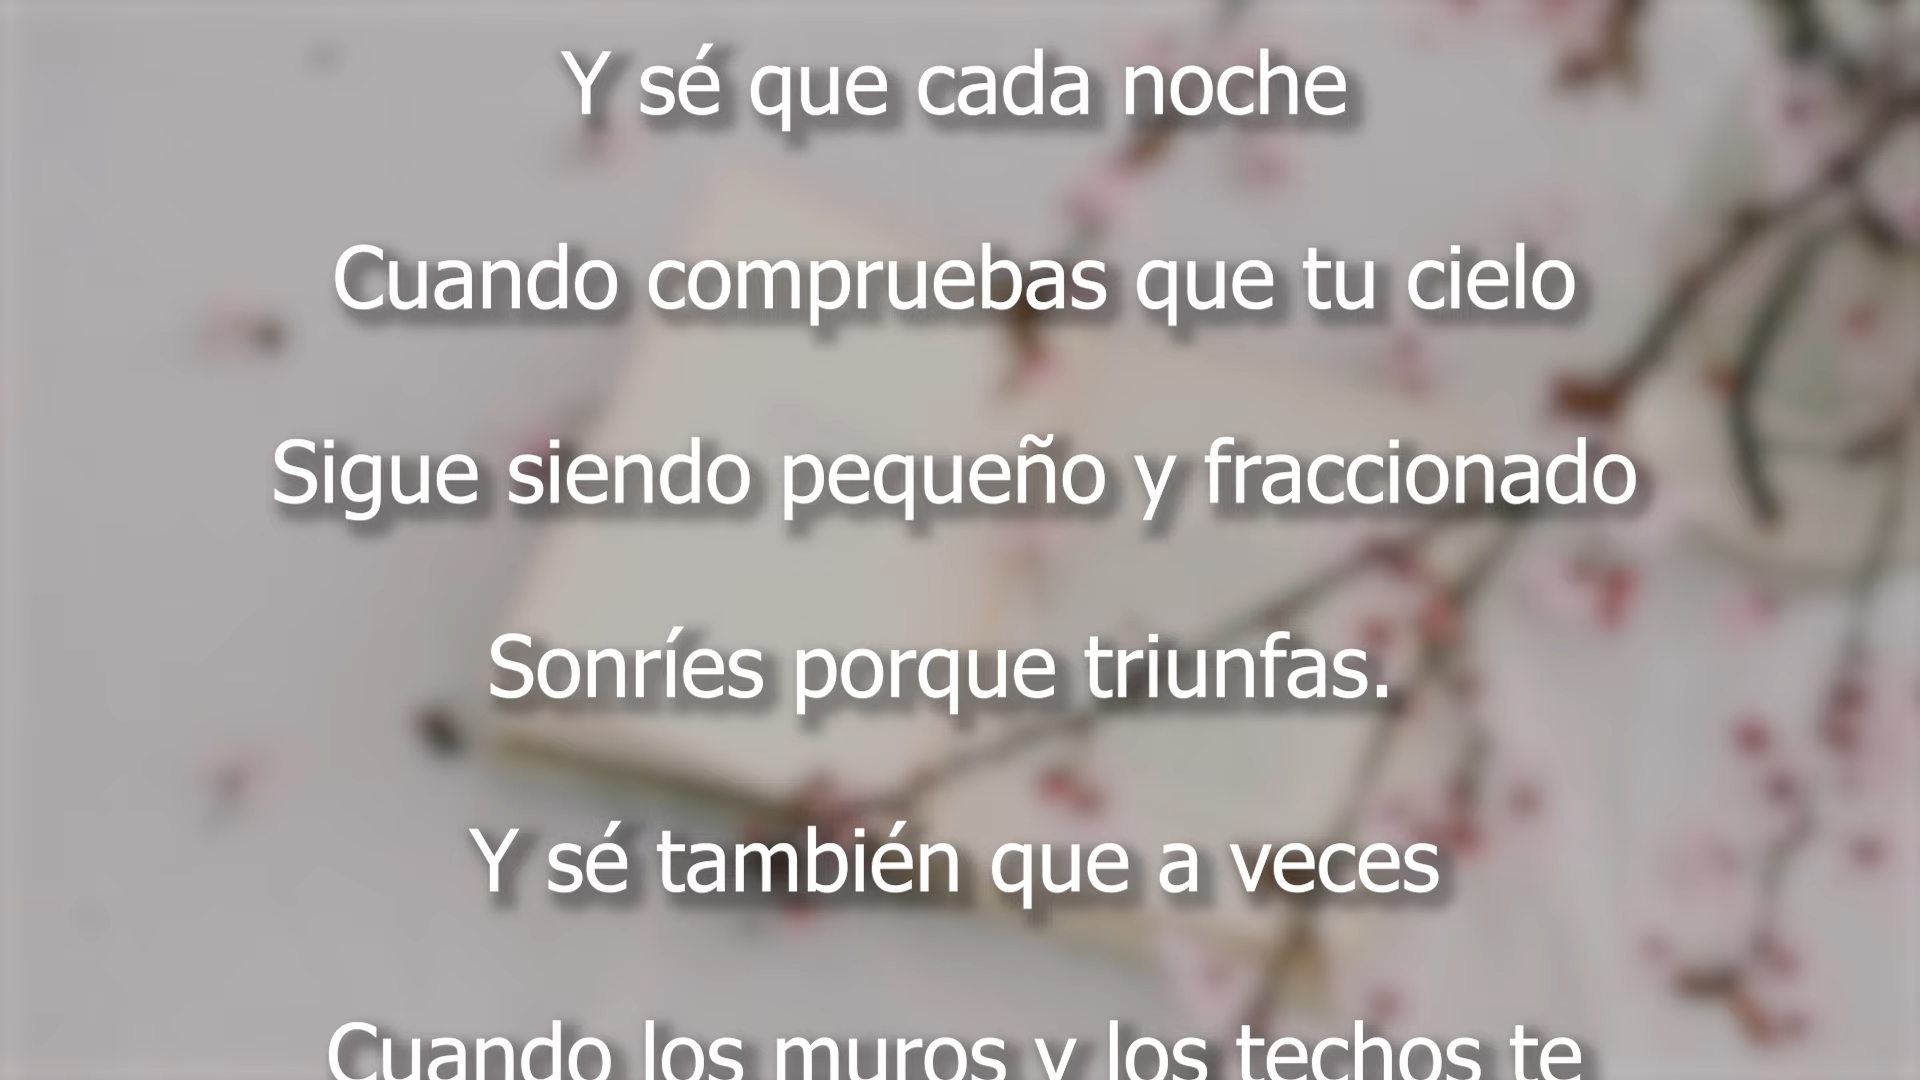 Y sé que cada noche
Cuando compruebas que tu cielo
Sigue siendo pequeño y fraccionado
Sonríes porque triunfas.
Y sé también que a veces
Cuando los muros y los techos te